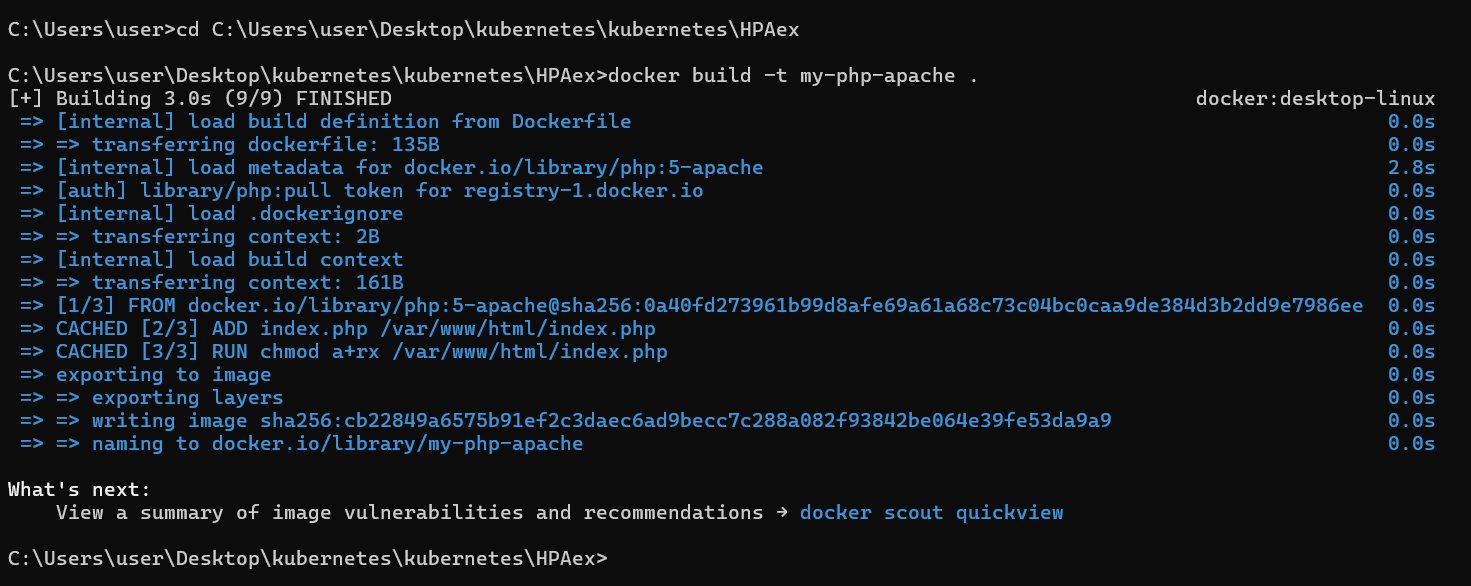 C:\Users\user>cd C:\Users\user\Desktop\kubernetes\kubernetes\HPAex
C:\Users\user\Desktop\kubernetes\kubernetes\HPAex>docker build -t my-php-apache .
[+] Building 3.0s (9/9) FINISHED docker:desktop-linux
=> [internal] load build definition from Dockerfile 0.0s
=> => transferring dockerfile: 135B 0.0s
=> [internal] load metadata for docker.io/library/php:5-apache 2.8s
=> [auth] library/php:pull token for registry-1.docker.io 0.0s
=> [internal] load .dockerignore 0.0s
=> => transferring context: 2B 0.0s
=> [internal] load build context 0.0s
=> => transferring context: 161B 0.0s
=> [1/3] FROM docker.io/library/php:5-apache@sha256:0a40fd273961b99d8afe69a61a68c73c04bc0caa9de384d3b2dd9e7986ee 0.0s
=> CACHED [2/3] ADD index.php /var/www/html/index.php 0.0s
=> CACHED [3/3] RUN chmod a+rx /var/www/html/index.php 0.0s
=> exporting to image 0.0s
=> => exporting layers 0.0s
=> => writing image sha256:cb22849a6575b91ef2c3daec6ad9becc7c288a082f93842be064e39fe53da9a9 0.0s
=> => naming to docker.io/library/my-php-apache 0.0s
What's next:
View a summary of image vulnerabilities and recommendations → docker scout quickview
C:\Users\user\Desktop\kubernetes\kubernetes\HPAex>